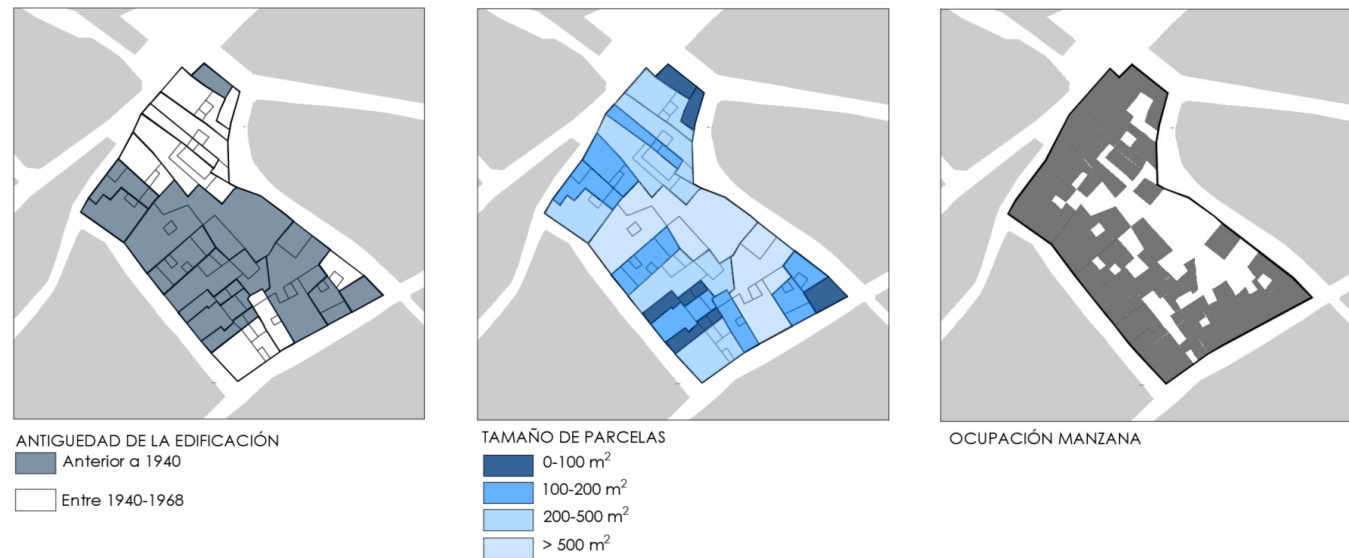 ANTIGUEDAD DE LA EDIFICACIÓN
Anterior a 1940
Entre 1940-1968
TAMAÑO DE PARCELAS
0-100 m²
100-200 m²
200-500 m²
> 500 m²
OCUPACIÓN MANZANA